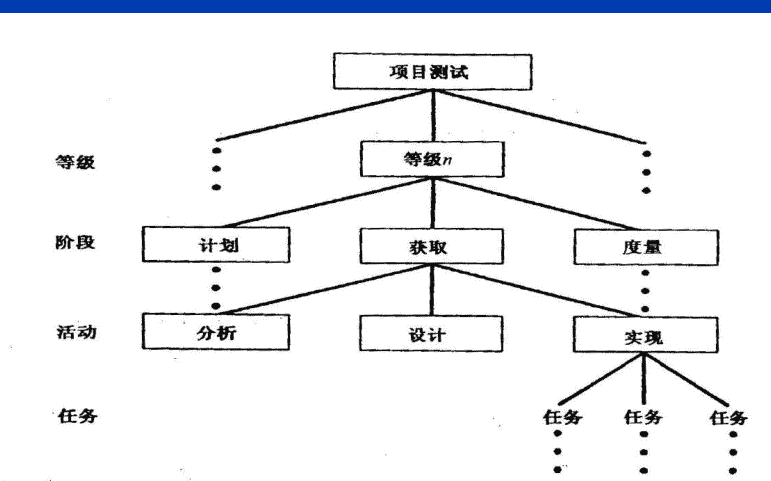 项目测试
等级 等级n
阶段 计划 获取 度量
活动 分析 设计 实现
任务 任务 任务 任务